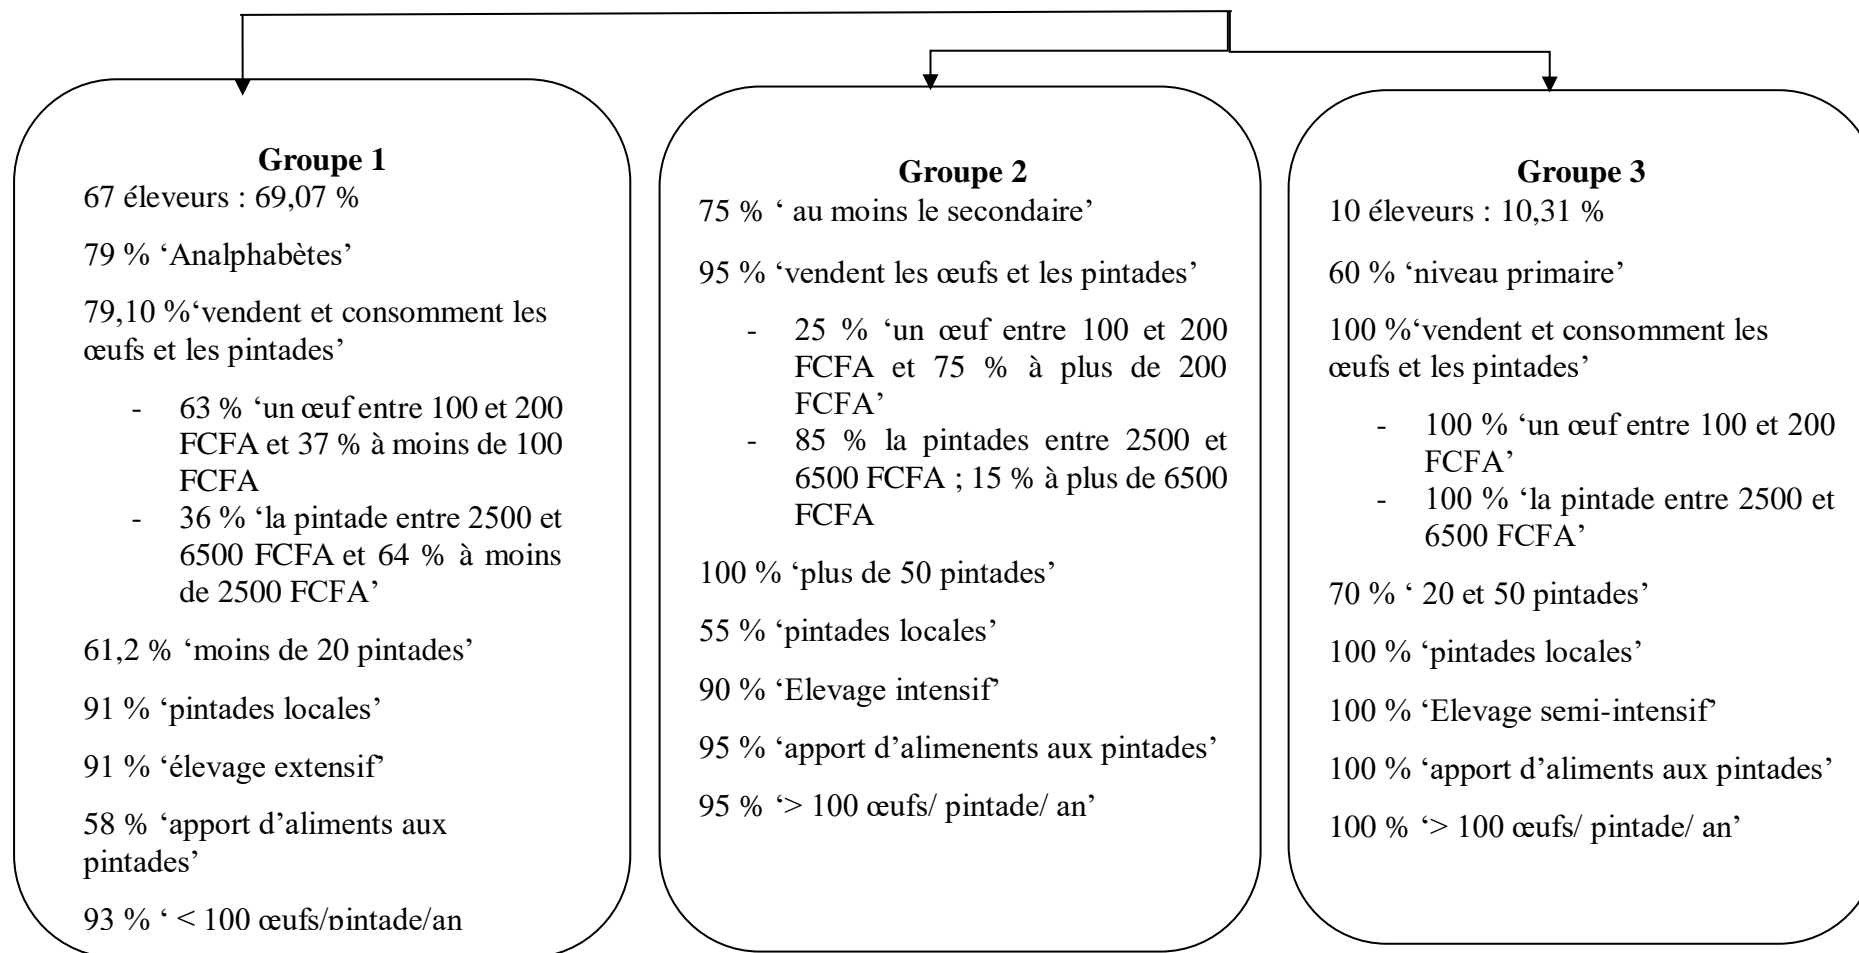 Groupe 1
67 éleveurs : 69,07 %
79 % ‘Analphabètes’
79,10 %‘vendent et consomment les
œufs et les pintades’
- 63 % ‘un œuf entre 100 et 200
FCFA et 37 % à moins de 100
FCFA
- 36 % ‘la pintade entre 2500 et
6500 FCFA et 64 % à moins
de 2500 FCFA’
61,2 % ‘moins de 20 pintades’
91 % ‘pintades locales’
91 % ‘élevage extensif’
58 % ‘apport d’aliments aux
pintades’
93 % ‘ < 100 œufs/pintade/an
Groupe 2
75 % ‘ au moins le secondaire’
95 % ‘vendent les œufs et les pintades’
- 25 % ‘un œuf entre 100 et 200
FCFA et 75 % à plus de 200
FCFA’
- 85 % la pintades entre 2500 et
6500 FCFA ; 15 % à plus de 6500
FCFA
100 % ‘plus de 50 pintades’
55 % ‘pintades locales’
90 % ‘Elevage intensif’
95 % ‘apport d’alimenents aux pintades’
95 % ‘> 100 œufs/ pintade/ an’
Groupe 3
10 éleveurs : 10,31 %
60 % ‘niveau primaire’
100 %‘vendent et consomment les
œufs et les pintades’
- 100 % ‘un œuf entre 100 et 200
FCFA’
- 100 % ‘la pintade entre 2500 et
6500 FCFA’
70 % ‘ 20 et 50 pintades’
100 % ‘pintades locales’
100 % ‘Elevage semi-intensif’
100 % ‘apport d’aliments aux pintades’
100 % ‘> 100 œufs/ pintade/ an’